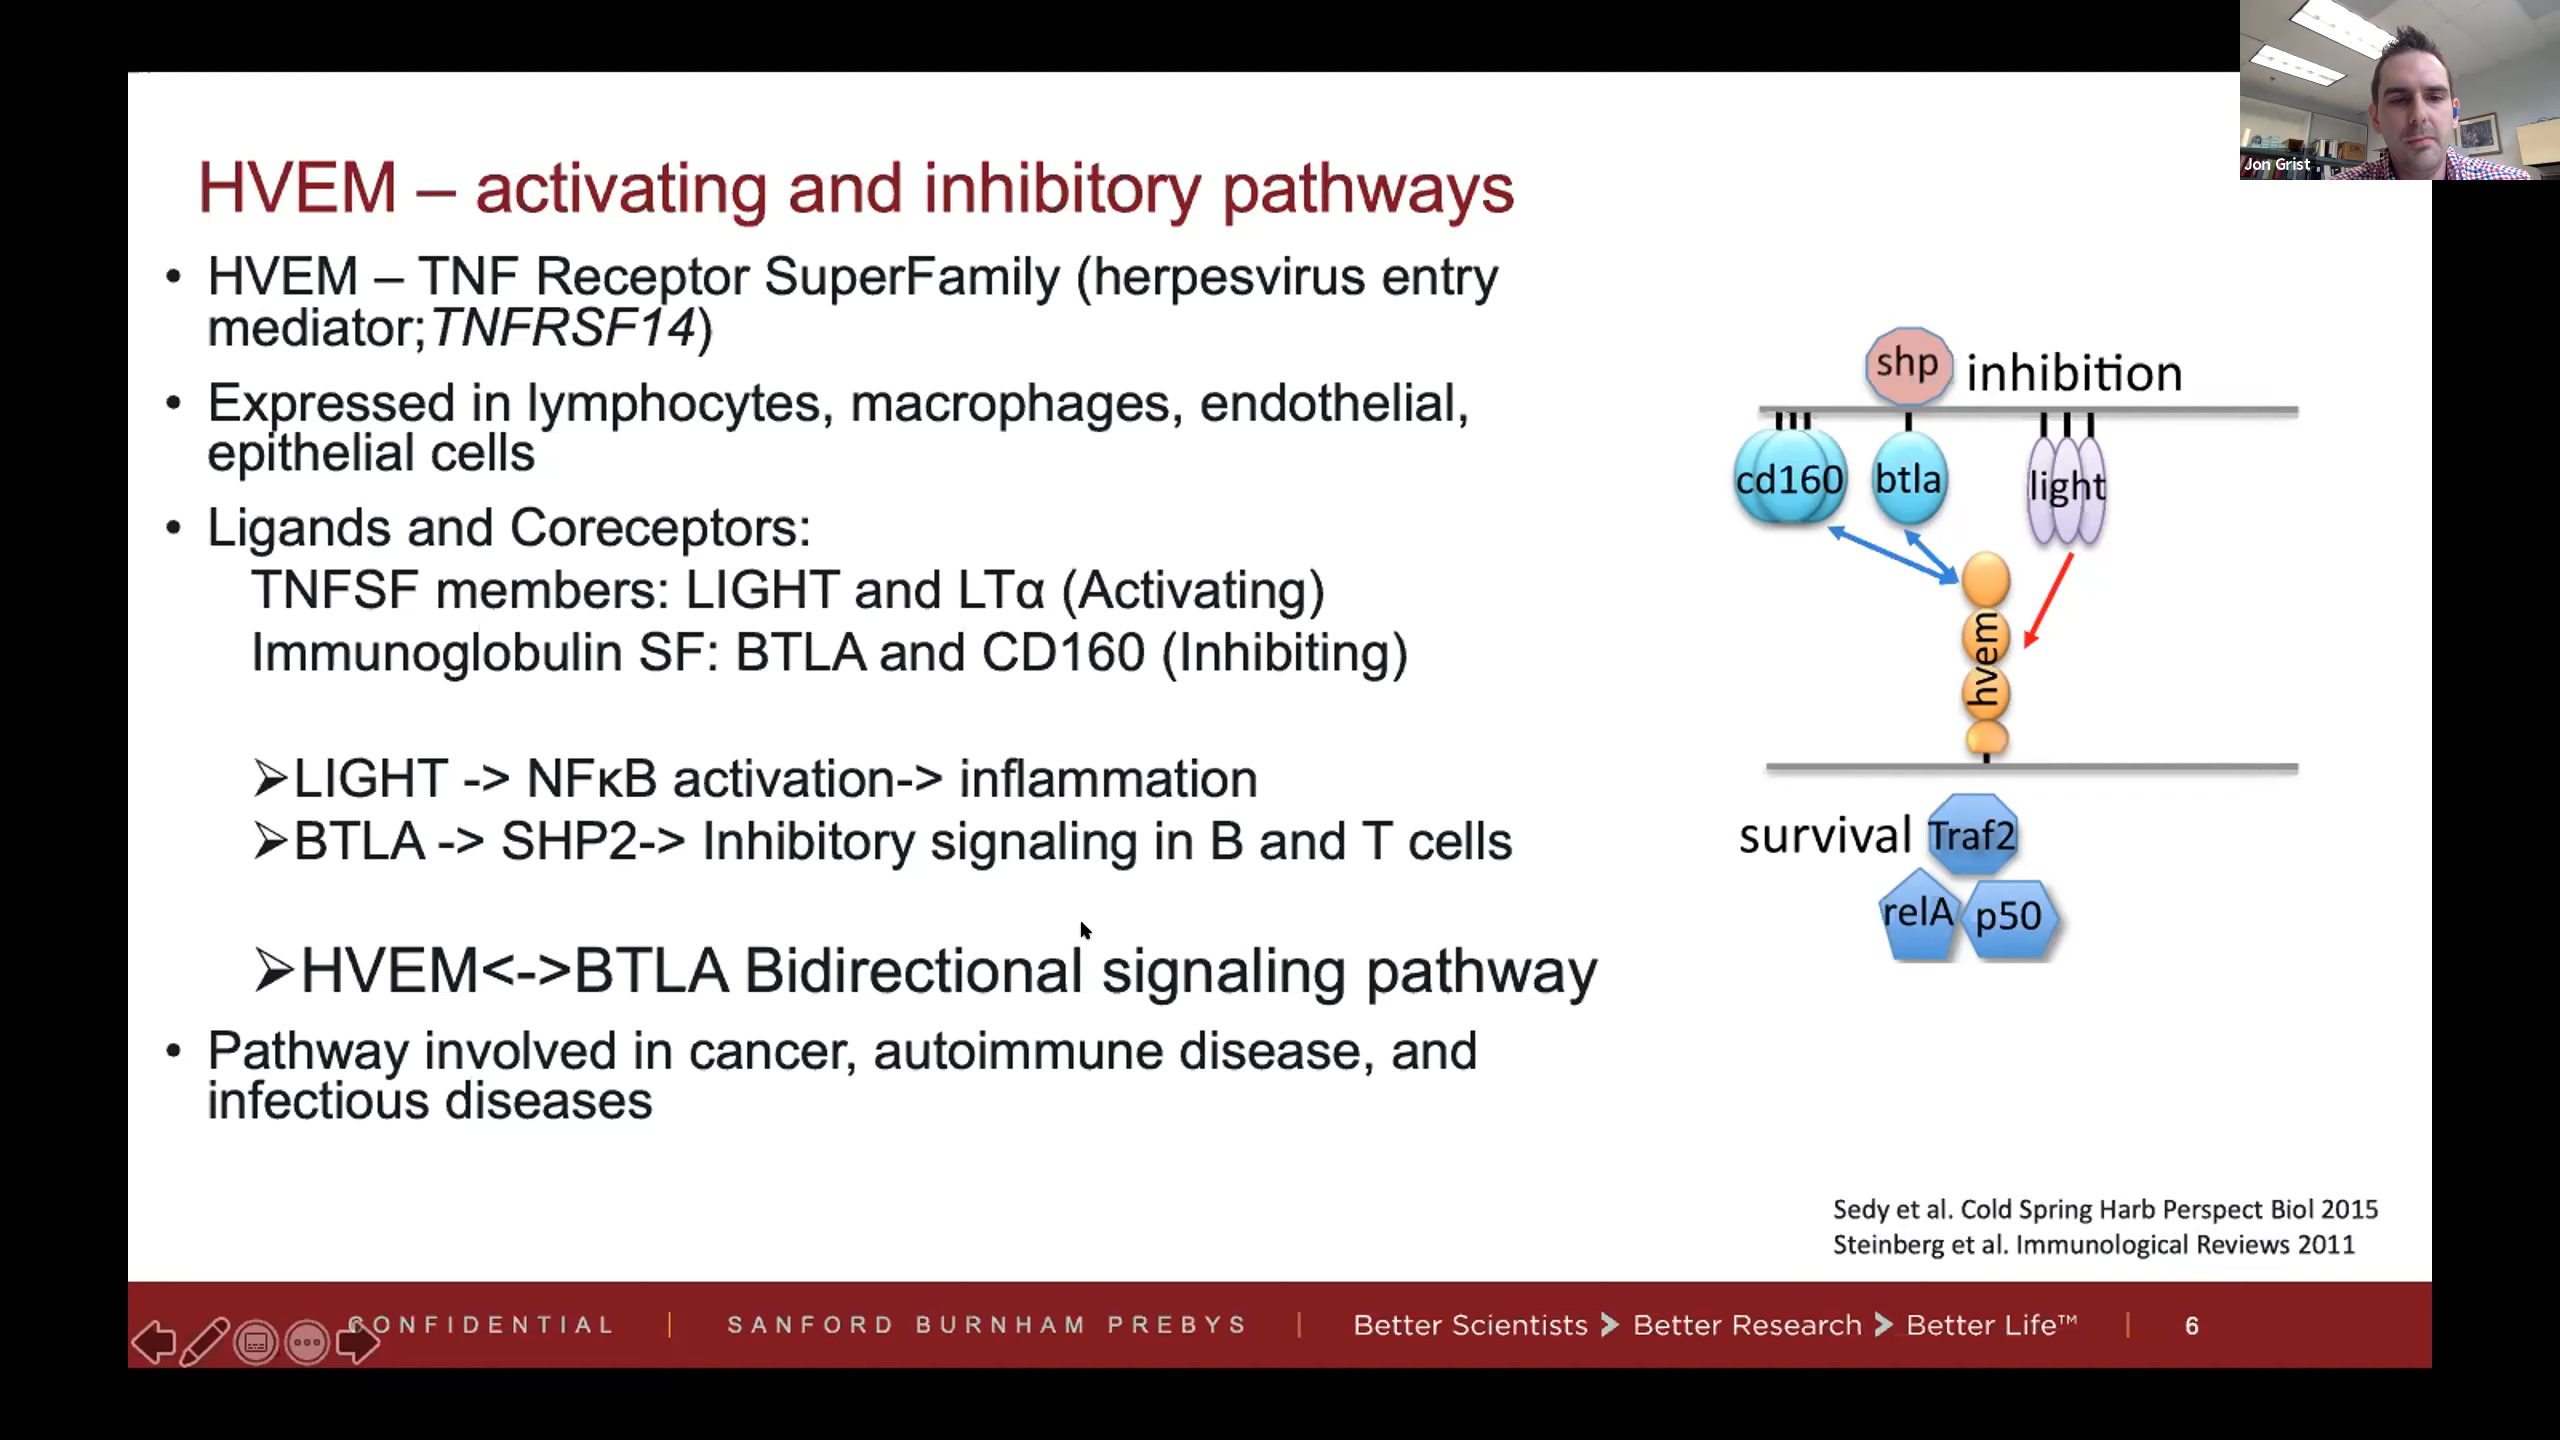 Jon Grist
HVEM – activating and inhibitory pathways
• HVEM – TNF Receptor SuperFamily (herpesvirus entry
mediator;TNFRSF14)
• Expressed in lymphocytes, macrophages, endothelial,
epithelial cells
• Ligands and Coreceptors:
TNFSF members: LIGHT and LTα (Activating)
Immunoglobulin SF: BTLA and CD160 (Inhibiting)
➢LIGHT -> NFκB activation-> inflammation
➢BTLA -> SHP2-> Inhibitory signaling in B and T cells
➢HVEM<->BTLA Bidirectional signaling pathway
• Pathway involved in cancer, autoimmune disease, and
infectious diseases
shp inhibition
cd160 btla light
hvem
survival Traf2
relA p50
Sedy et al. Cold Spring Harb Perspect Biol 2015
Steinberg et al. Immunological Reviews 2011
CONFIDENTIAL | SANFORD BURNHAM PREBYS | Better Scientists > Better Research > Better Life™ | 6